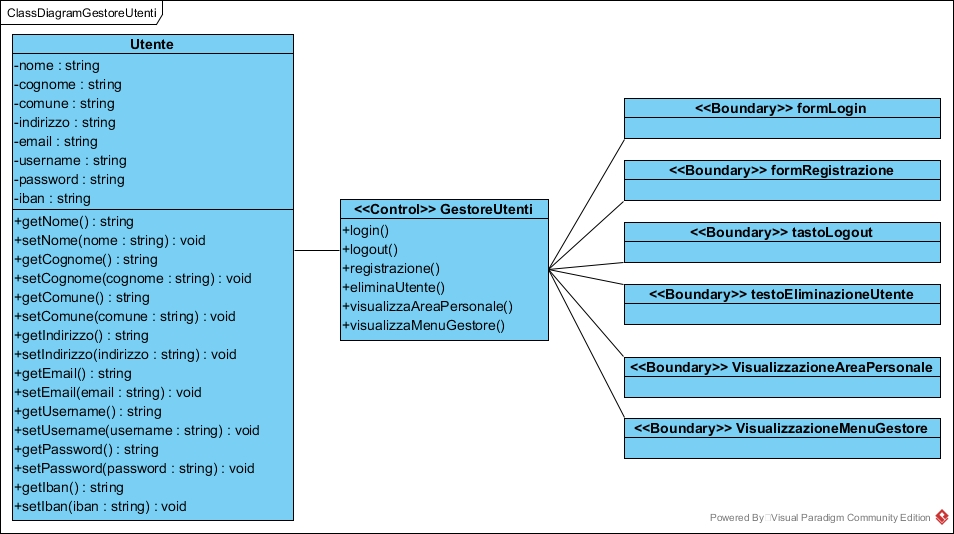 ClassDiagramGestoreUtenti
Utente
-nome : string
-cognome : string
-comune : string
-indirizzo : string
-email : string
-username : string
-password : string
-iban : string
+getNome() : string
+setNome(nome : string) : void
+getCognome() : string
+setCognome(cognome : string) : void
+getComune() : string
+setComune(comune : string) : void
+getIndirizzo() : string
+setIndirizzo(indirizzo : string) : void
+getEmail() : string
+setEmail(email : string) : void
+getUsername() : string
+setUsername(username : string) : void
+getPassword() : string
+setPassword(password : string) : void
+getIban() : string
+setIban(iban : string) : void
<<Control>> GestoreUtenti
+login()
+logout()
+registrazione()
+eliminaUtente()
+visualizzaAreaPersonale()
+visualizzaMenuGestore()
<<Boundary>> formLogin
<<Boundary>> formRegistrazione
<<Boundary>> tastoLogout
<<Boundary>> testoEliminazioneUtente
<<Boundary>> VisualizzazioneAreaPersonale
<<Boundary>> VisualizzazioneMenuGestore
Powered By Visual Paradigm Community Edition